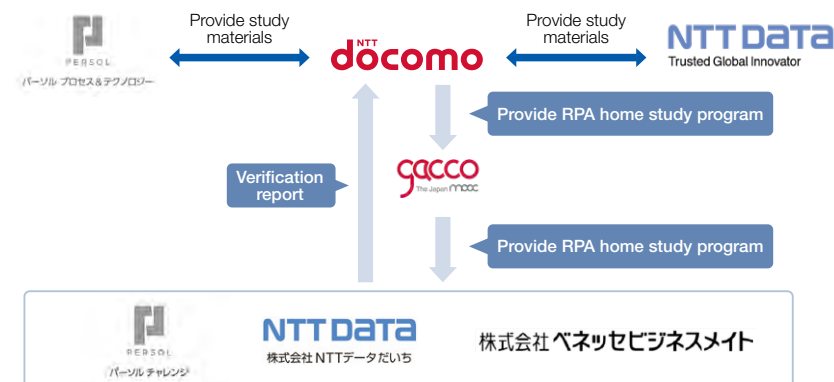 Provide study
materials
Provide study
materials
PERSOL
パーソル プロセス&テクノロジー
NTT
döcomo
NTT DATA
Trusted Global Innovator
Provide RPA home study program
gacco
The Japan MOOC
Verification
report
Provide RPA home study program
PERSOL
パーソル チャレンジ
NTT DATA
株式会社 NTTデータだいち
株式会社 ベネッセビジネスメイト